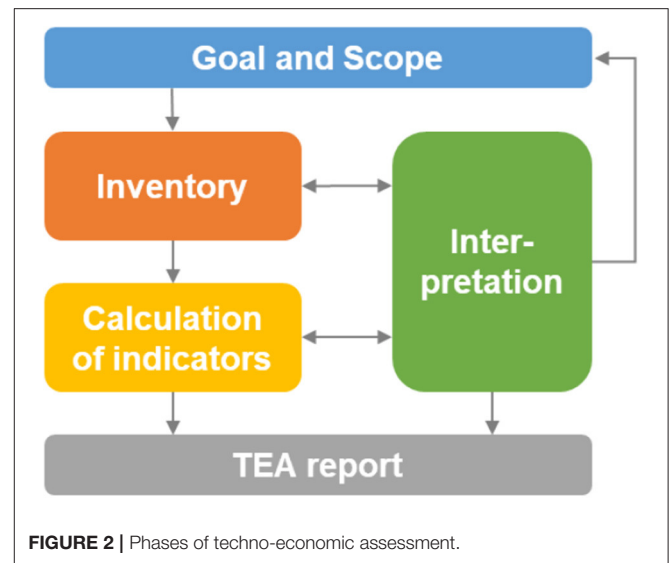 Goal and Scope
Inventory
Inter-
pretation
Calculation
of indicators
TEA report
FIGURE 2 | Phases of techno-economic assessment.